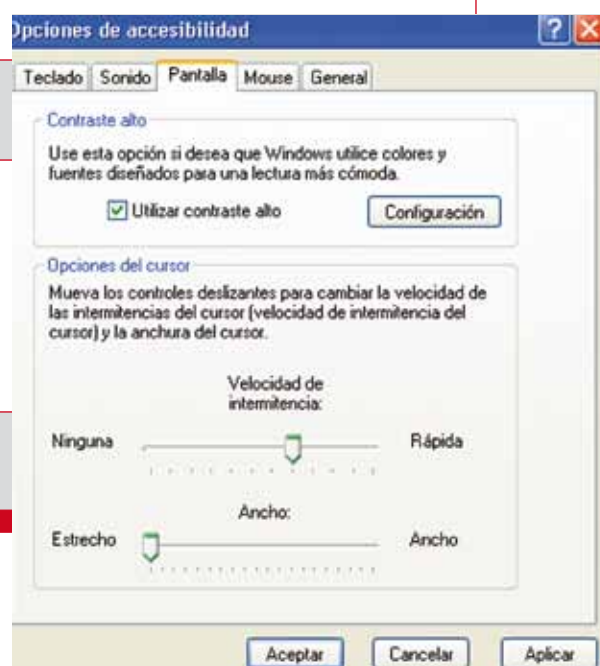 Opciones de accesibilidad
Teclado Sonido Pantalla Mouse General
Contraste alto
Use esta opción si desea que Windows utilice colores y
fuentes diseñados para una lectura más cómoda.
Utilizar contraste alto Configuración
Opciones del cursor
Mueva los controles deslizantes para cambiar la velocidad de
las intermitencias del cursor (velocidad de intermitencia del
cursor) y la anchura del cursor.
Velocidad de
intermitencia:
Ninguna Rápida
Ancho:
Estrecho Ancho
Aceptar Cancelar Aplicar